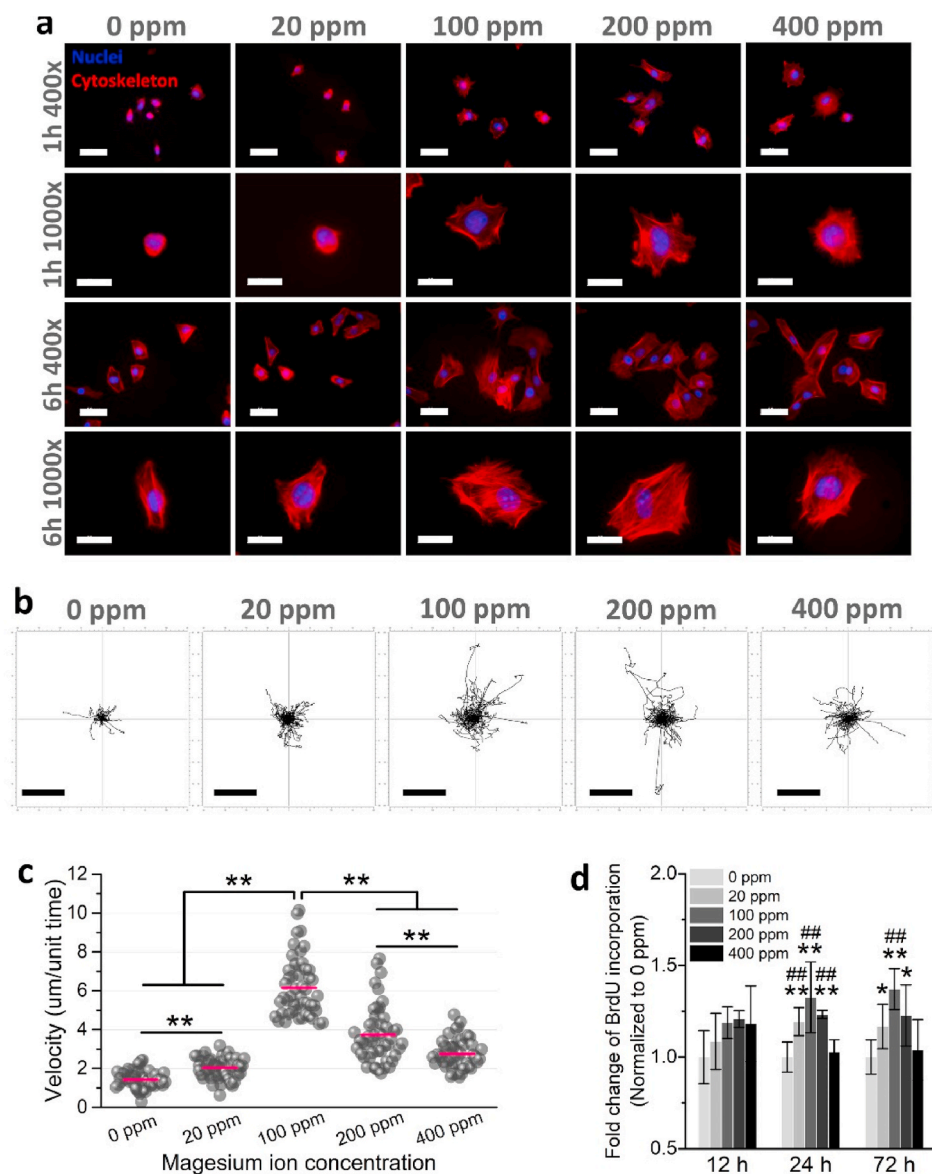 a
0 ppm 20 ppm 100 ppm 200 ppm 400 ppm
Nuclei
Cytoskeleton
1h 400x
1h 1000x
6h 400x
6h 1000x
b
0 ppm 20 ppm 100 ppm 200 ppm 400 ppm
c
Velocity (um/unit time)
12
10
8
6
4
2
0
** **
** **
0 ppm 20 ppm 100 ppm 200 ppm 400 ppm
Magesium ion concentration
d
Fold change of BrdU incorporation
(Normalized to 0 ppm)
2.0
1.5
1.0
0.5
0 ppm
20 ppm
100 ppm
200 ppm
400 ppm
## ** ## ** ## **
* ## ** *
12 h 24 h 72 h